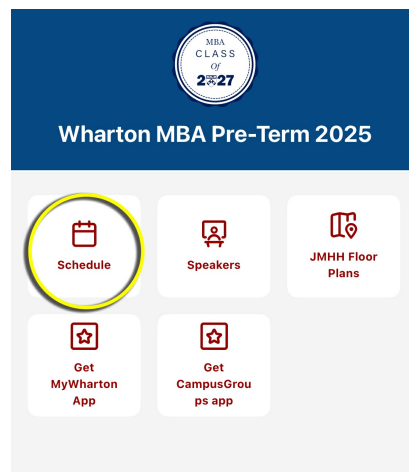 MBA
CLASS
Of
2027
Wharton MBA Pre-Term 2025
Schedule
Speakers
JMHH Floor
Plans
Get
MyWharton
App
Get
CampusGrou
ps app